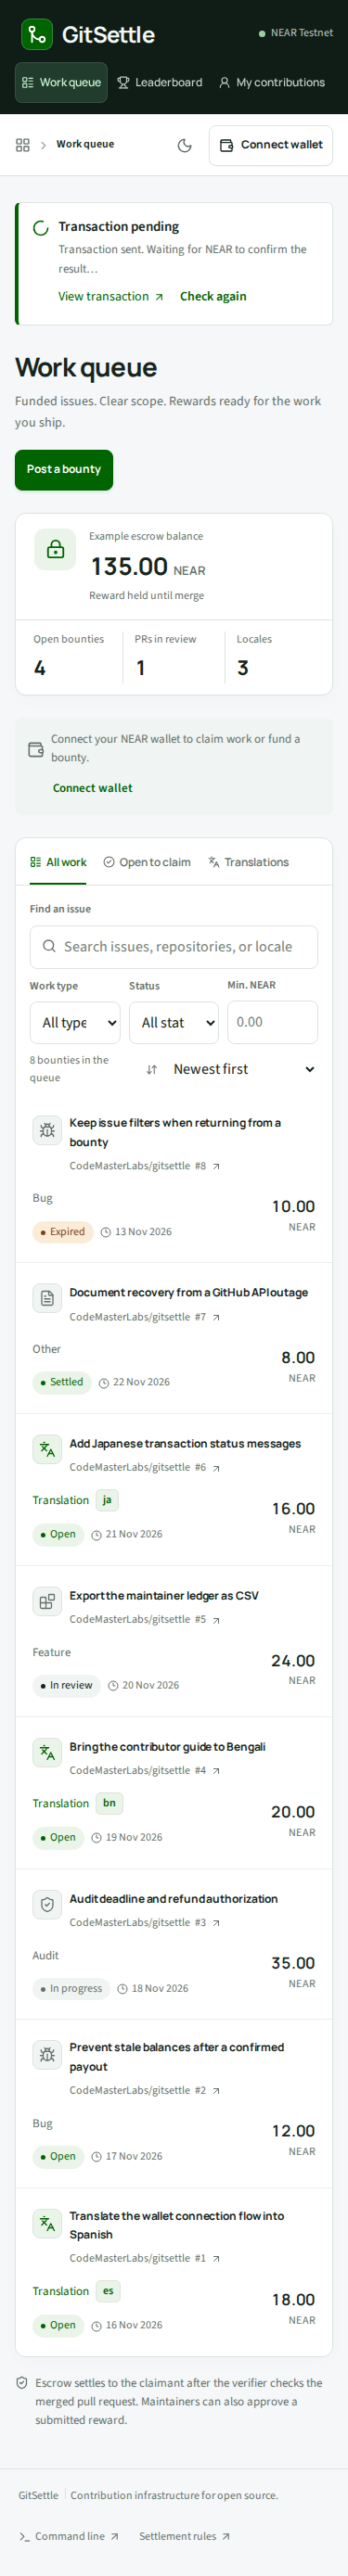 GitSettle
NEAR Testnet
Work queue
Leaderboard
My contributions
Work queue
Connect wallet
Transaction pending
Transaction sent. Waiting for NEAR to confirm the
result…
View transaction
Check again
Work queue
Funded issues. Clear scope. Rewards ready for the work
you ship.
Post a bounty
Example escrow balance
135.00 NEAR
Reward held until merge
Open bounties
4
PRs in review
1
Locales
3
Connect your NEAR wallet to claim work or fund a
bounty.
Connect wallet
All work
Open to claim
Translations
Find an issue
Search issues, repositories, or locale
Work type
Status
Min. NEAR
All type
All stat
0.00
8 bounties in the
queue
Newest first
Keep issue filters when returning from a
bounty
CodeMasterLabs/gitsettle #8
Bug
Expired
13 Nov 2026
10.00
NEAR
Document recovery from a GitHub API outage
CodeMasterLabs/gitsettle #7
Other
Settled
22 Nov 2026
8.00
NEAR
Add Japanese transaction status messages
CodeMasterLabs/gitsettle #6
Translation ja
Open
21 Nov 2026
16.00
NEAR
Export the maintainer ledger as CSV
CodeMasterLabs/gitsettle #5
Feature
In review
20 Nov 2026
24.00
NEAR
Bring the contributor guide to Bengali
CodeMasterLabs/gitsettle #4
Translation bn
Open
19 Nov 2026
20.00
NEAR
Audit deadline and refund authorization
CodeMasterLabs/gitsettle #3
Audit
In progress
18 Nov 2026
35.00
NEAR
Prevent stale balances after a confirmed
payout
CodeMasterLabs/gitsettle #2
Bug
Open
17 Nov 2026
12.00
NEAR
Translate the wallet connection flow into
Spanish
CodeMasterLabs/gitsettle #1
Translation es
Open
16 Nov 2026
18.00
NEAR
Escrow settles to the claimant after the verifier checks the
merged pull request. Maintainers can also approve a
submitted reward.
GitSettle
Contribution infrastructure for open source.
Command line
Settlement rules